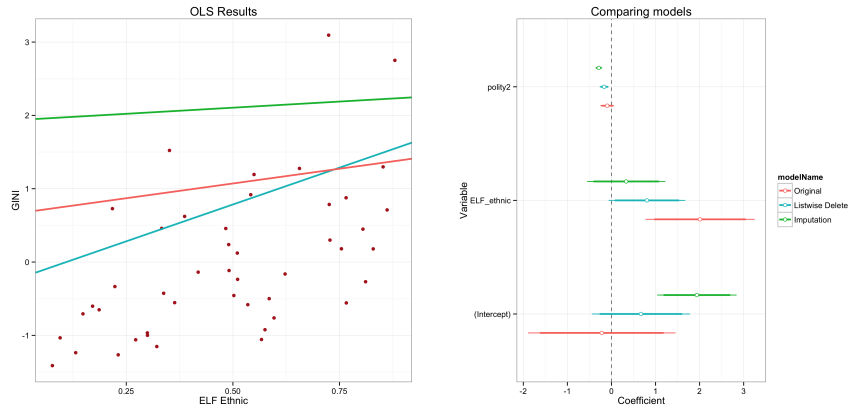 OLS Results
GINI
3
2
1
0
-1
0.25 0.50 0.75
ELF Ethnic
Comparing models
Variable
polity2
ELF_ethnic
(Intercept)
-2 -1 0 1 2 3
Coefficient
modelName
Original
Listwise Delete
Imputation